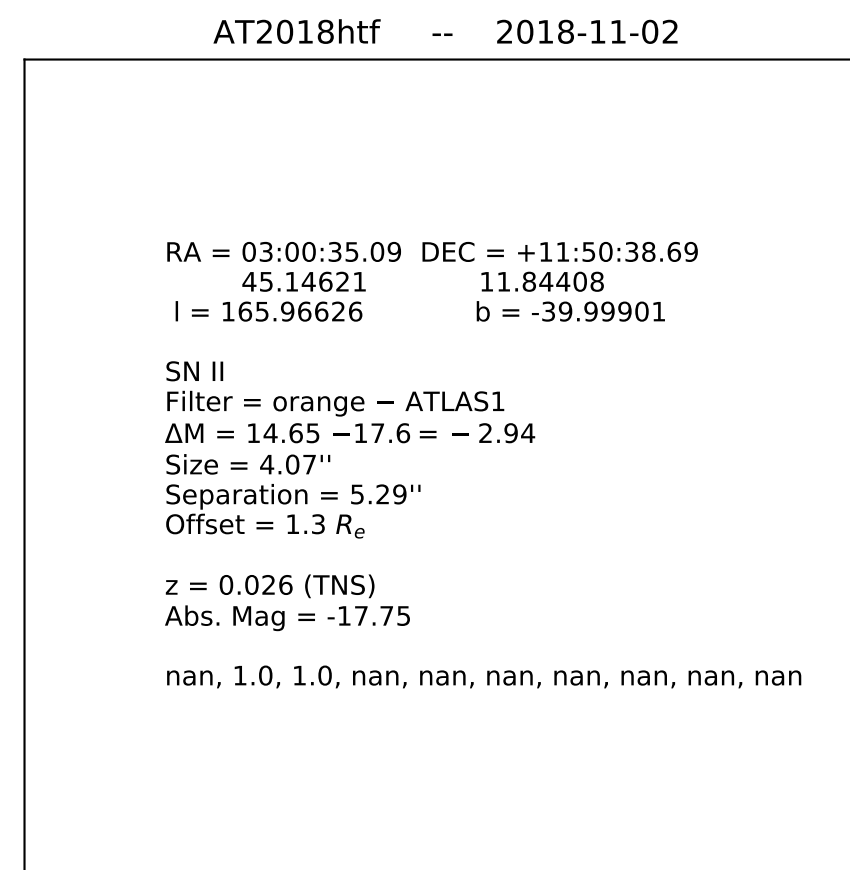 AT2018htf -- 2018-11-02
RA = 03:00:35.09 DEC = +11:50:38.69
45.14621 11.84408
l = 165.96626 b = -39.99901
SN II
Filter = orange − ATLAS1
ΔM = 14.65 −17.6 = − 2.94
Size = 4.07''
Separation = 5.29''
Offset = 1.3 Rₑ
z = 0.026 (TNS)
Abs. Mag = -17.75
nan, 1.0, 1.0, nan, nan, nan, nan, nan, nan, nan